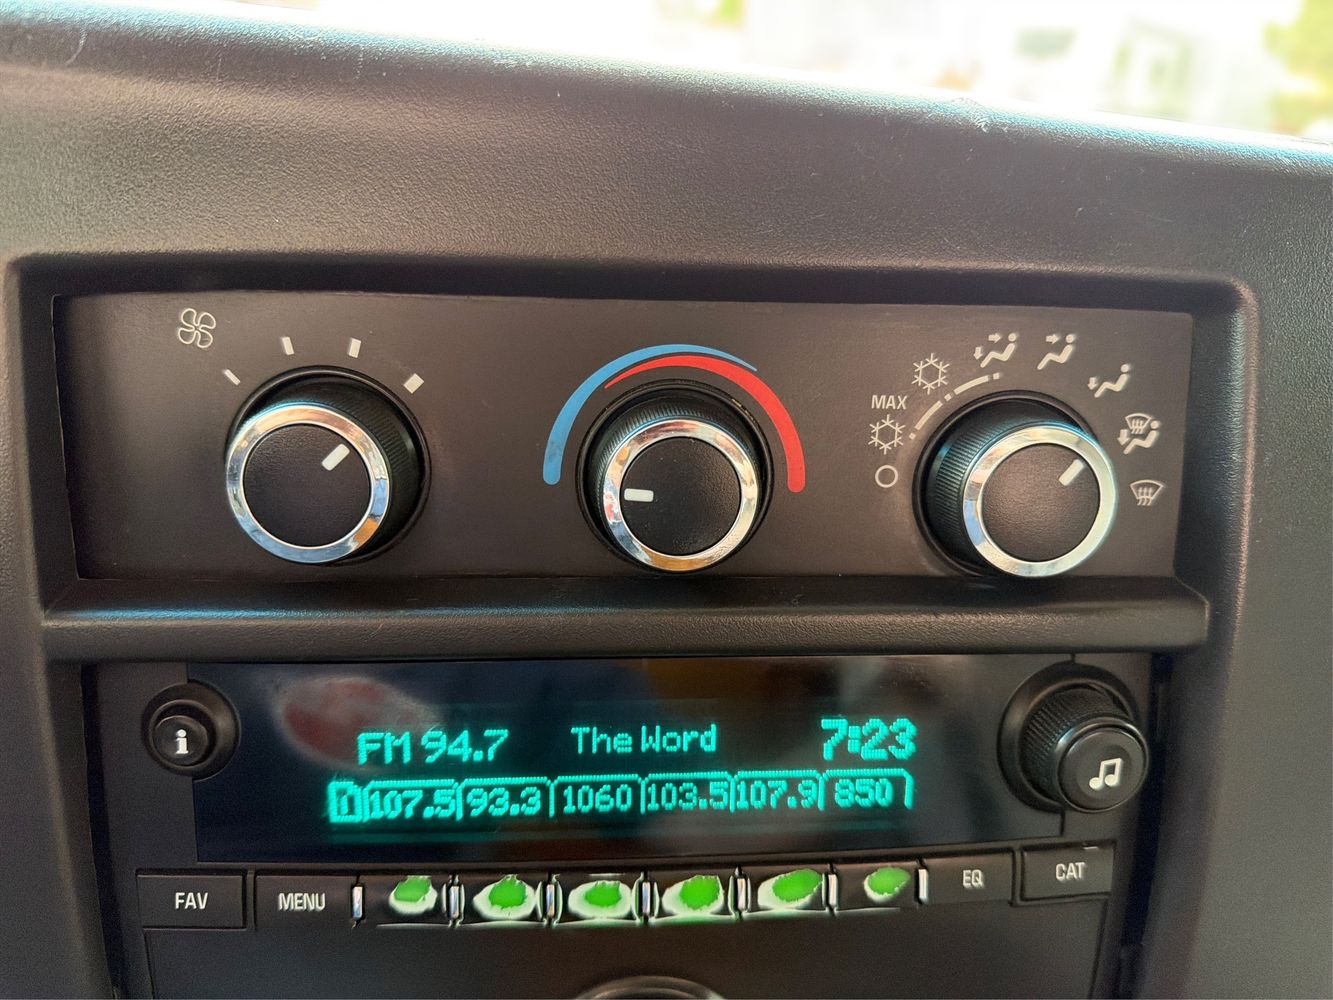 MAX
i
FM 94.7 The Word 7:23
1 107.5 93.3 1060 103.5 107.9 850
FAV MENU EQ CAT